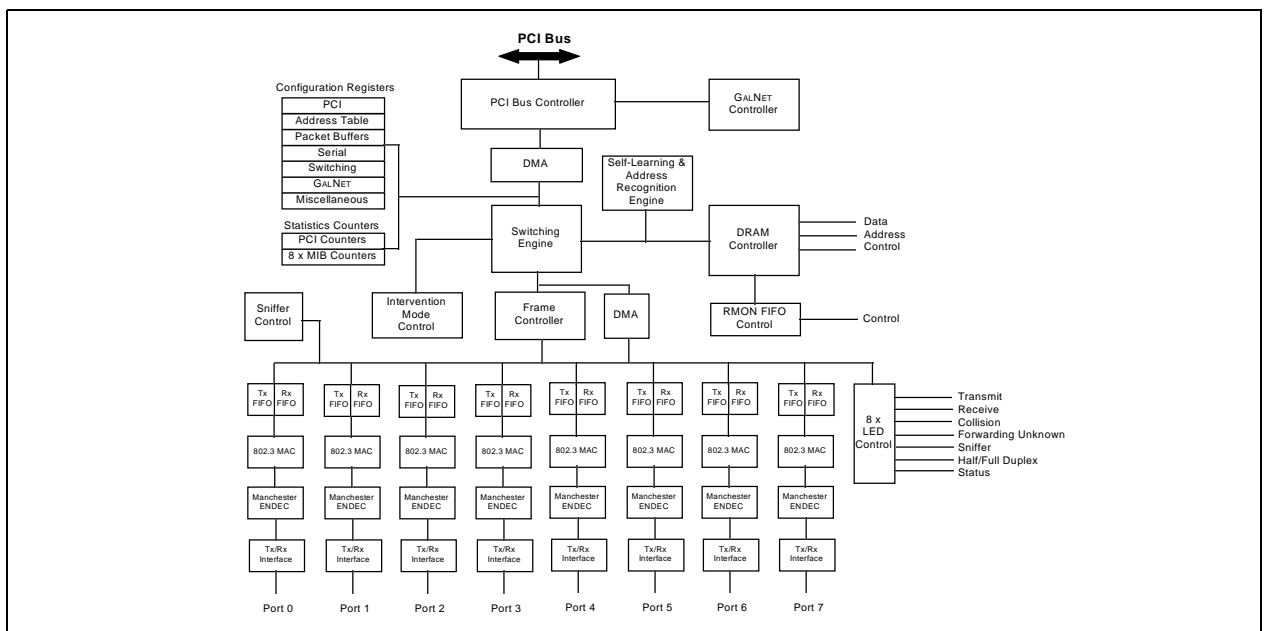 PCI Bus
Configuration Registers
PCI
Address Table
Packet Buffers
Serial
Switching
GALNET
Miscellaneous
Statistics Counters
PCI Counters
8 x MIB Counters
PCI Bus Controller
GALNET
Controller
DMA
Self-Learning &
Address
Recognition
Engine
Switching
Engine
DRAM
Controller
Data
Address
Control
Sniffer
Control
Intervention
Mode
Control
Frame
Controller
DMA
RMON FIFO
Control
Control
Tx FIFO Rx FIFO
Tx FIFO Rx FIFO
Tx FIFO Rx FIFO
Tx FIFO Rx FIFO
Tx FIFO Rx FIFO
Tx FIFO Rx FIFO
Tx FIFO Rx FIFO
Tx FIFO Rx FIFO
8 x
LED
Control
Transmit
Receive
Collision
Forwarding Unknown
Sniffer
Half/Full Duplex
Status
802.3 MAC 802.3 MAC 802.3 MAC 802.3 MAC 802.3 MAC 802.3 MAC 802.3 MAC 802.3 MAC
Manchester Manchester Manchester Manchester Manchester Manchester Manchester Manchester
ENDEC ENDEC ENDEC ENDEC ENDEC ENDEC ENDEC ENDEC
Tx/Rx Tx/Rx Tx/Rx Tx/Rx Tx/Rx Tx/Rx Tx/Rx Tx/Rx
Interface Interface Interface Interface Interface Interface Interface Interface
Port 0 Port 1 Port 2 Port 3 Port 4 Port 5 Port 6 Port 7